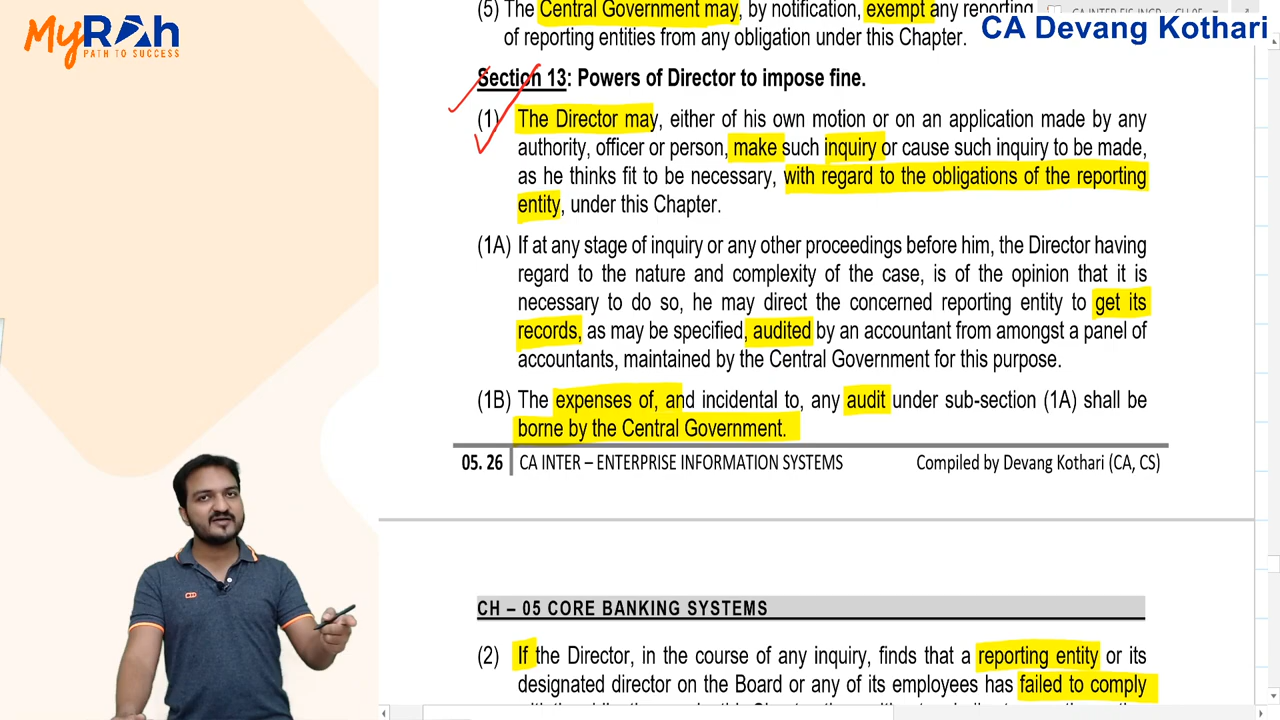 MyRAh
PATH TO SUCCESS
(5) The Central Government may, by notification, exempt any reporting
of reporting entities from any obligation under this Chapter.
CA Devang Kothari
Section 13: Powers of Director to impose fine.
(1) The Director may, either of his own motion or on an application made by any
authority, officer or person, make such inquiry or cause such inquiry to be made,
as he thinks fit to be necessary, with regard to the obligations of the reporting
entity, under this Chapter.
(1A) If at any stage of inquiry or any other proceedings before him, the Director having
regard to the nature and complexity of the case, is of the opinion that it is
necessary to do so, he may direct the concerned reporting entity to get its
records, as may be specified, audited by an accountant from amongst a panel of
accountants, maintained by the Central Government for this purpose.
(1B) The expenses of, and incidental to, any audit under sub-section (1A) shall be
borne by the Central Government.
05. 26 CA INTER – ENTERPRISE INFORMATION SYSTEMS Compiled by Devang Kothari (CA, CS)
CH – 05 CORE BANKING SYSTEMS
(2) If the Director, in the course of any inquiry, finds that a reporting entity or its
designated director on the Board or any of its employees has failed to comply